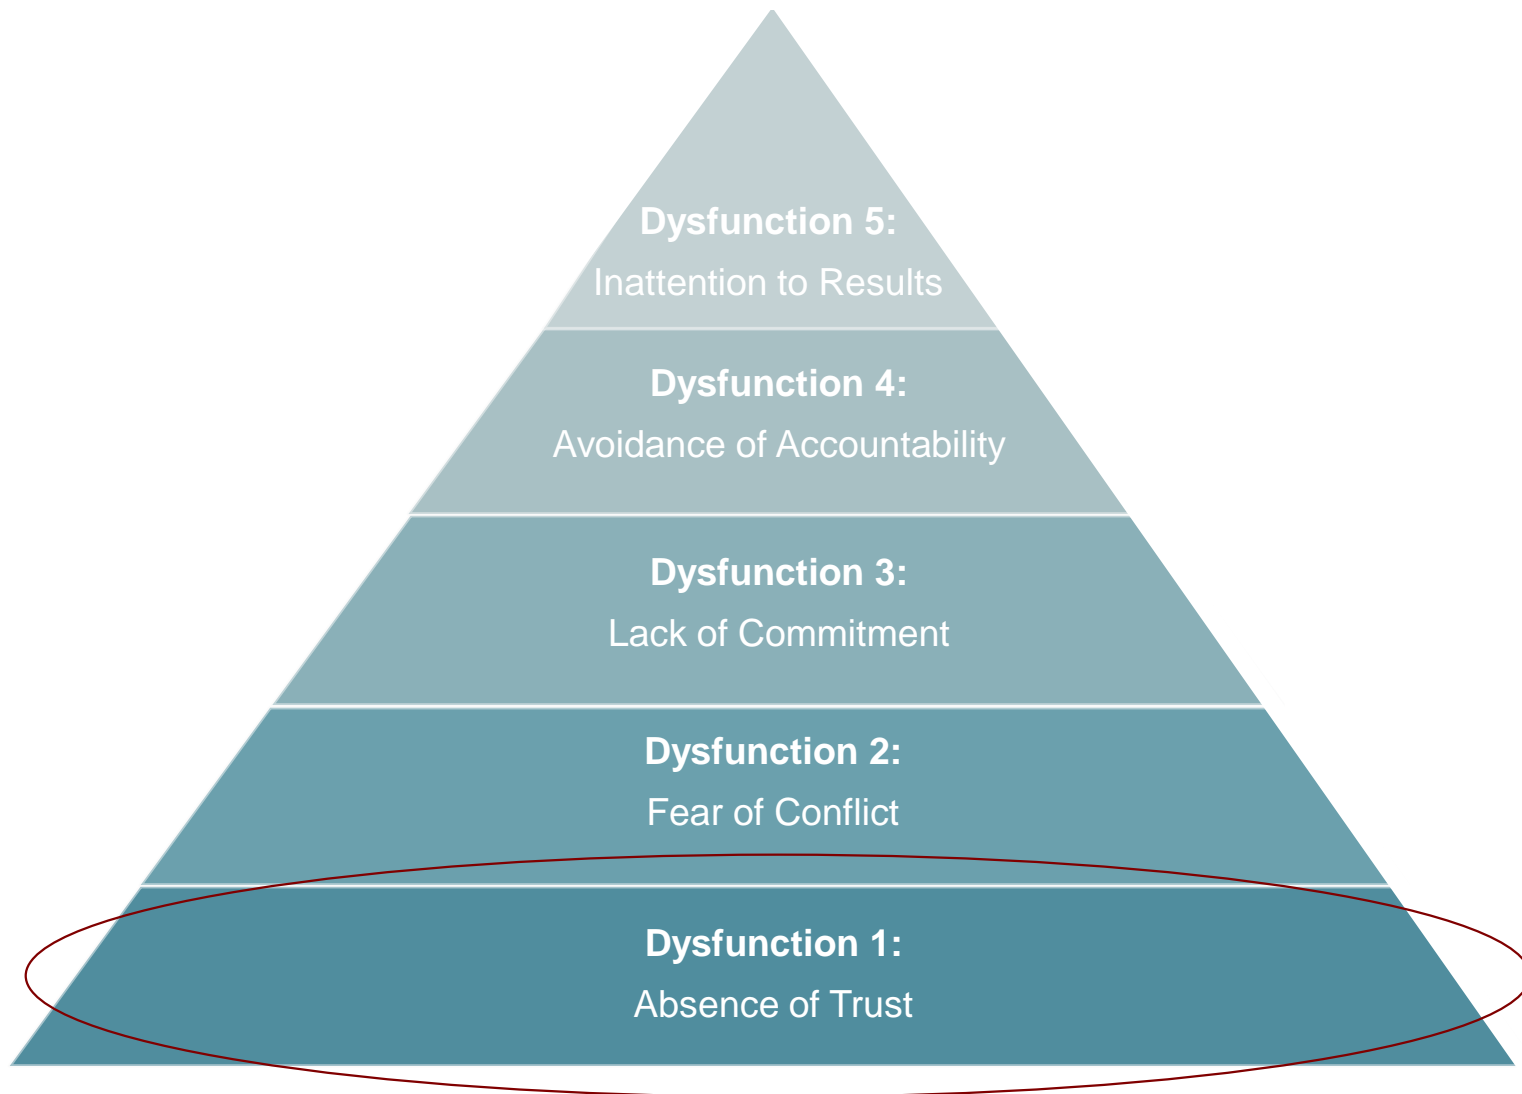 Dysfunction 5:
Inattention to Results
Dysfunction 4:
Avoidance of Accountability
Dysfunction 3:
Lack of Commitment
Dysfunction 2:
Fear of Conflict
Dysfunction 1:
Absence of Trust